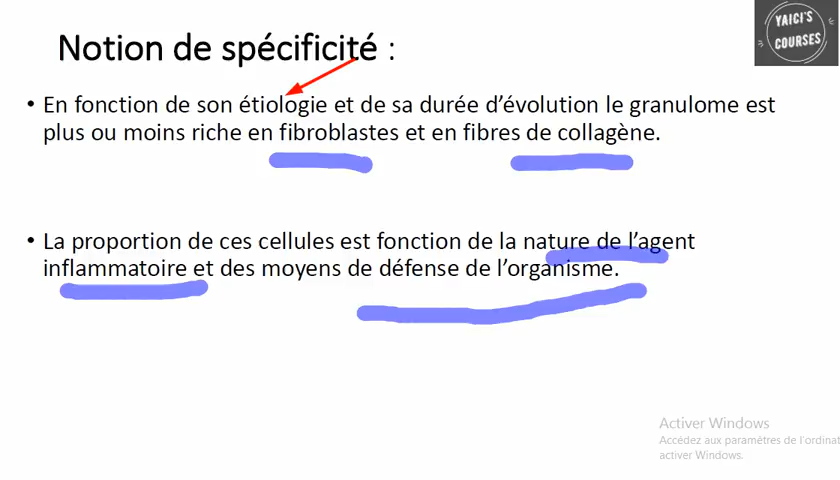 YAICI'S
COURSES
Notion de spécificité :
• En fonction de son étiologie et de sa durée d'évolution le granulome est
plus ou moins riche en fibroblastes et en fibres de collagène.
• La proportion de ces cellules est fonction de la nature de l'agent
inflammatoire et des moyens de défense de l'organisme.
Activer Windows
Accédez aux paramètres de l'ordinat
activer Windows.